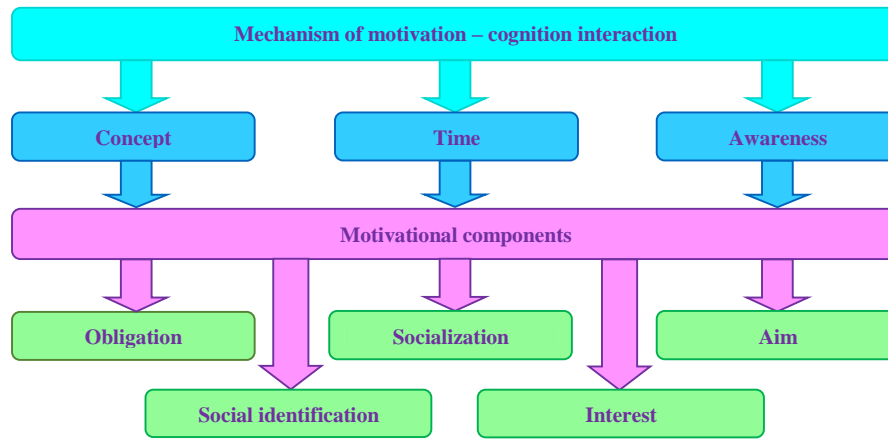 Mechanism of motivation – cognition interaction
Concept
Time
Awareness
Motivational components
Obligation
Socialization
Aim
Social identification
Interest